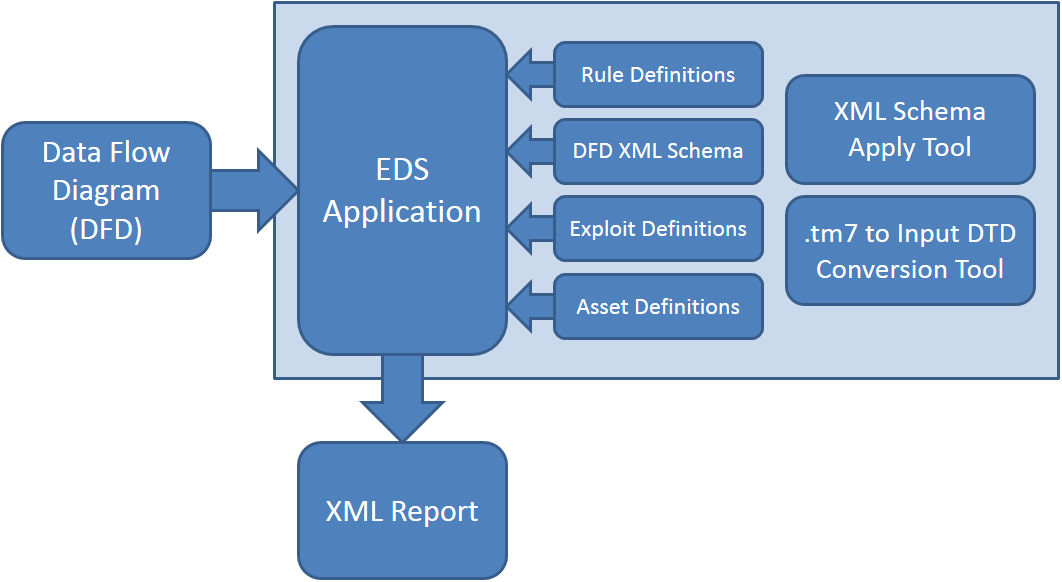 Data Flow
Diagram
(DFD)
EDS
Application
Rule Definitions
DFD XML Schema
Exploit Definitions
Asset Definitions
XML Schema
Apply Tool
.tm7 to Input DTD
Conversion Tool
XML Report